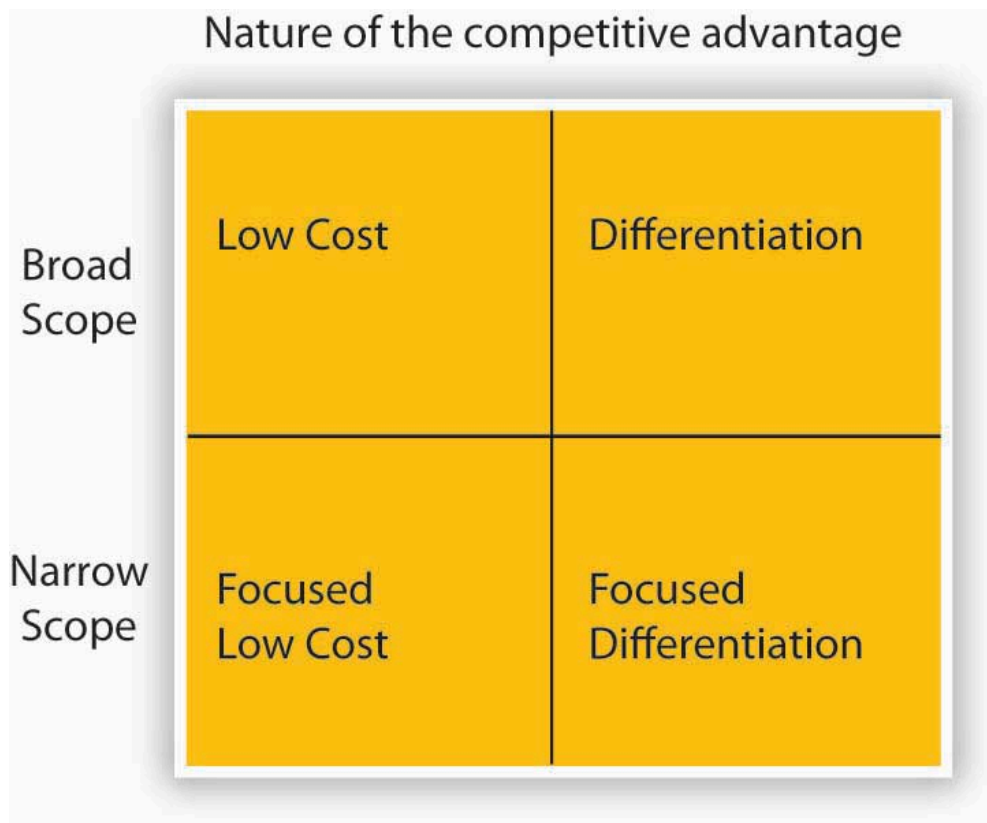 Nature of the competitive advantage
Broad
Scope
Low Cost
Differentiation
Narrow
Scope
Focused
Low Cost
Focused
Differentiation